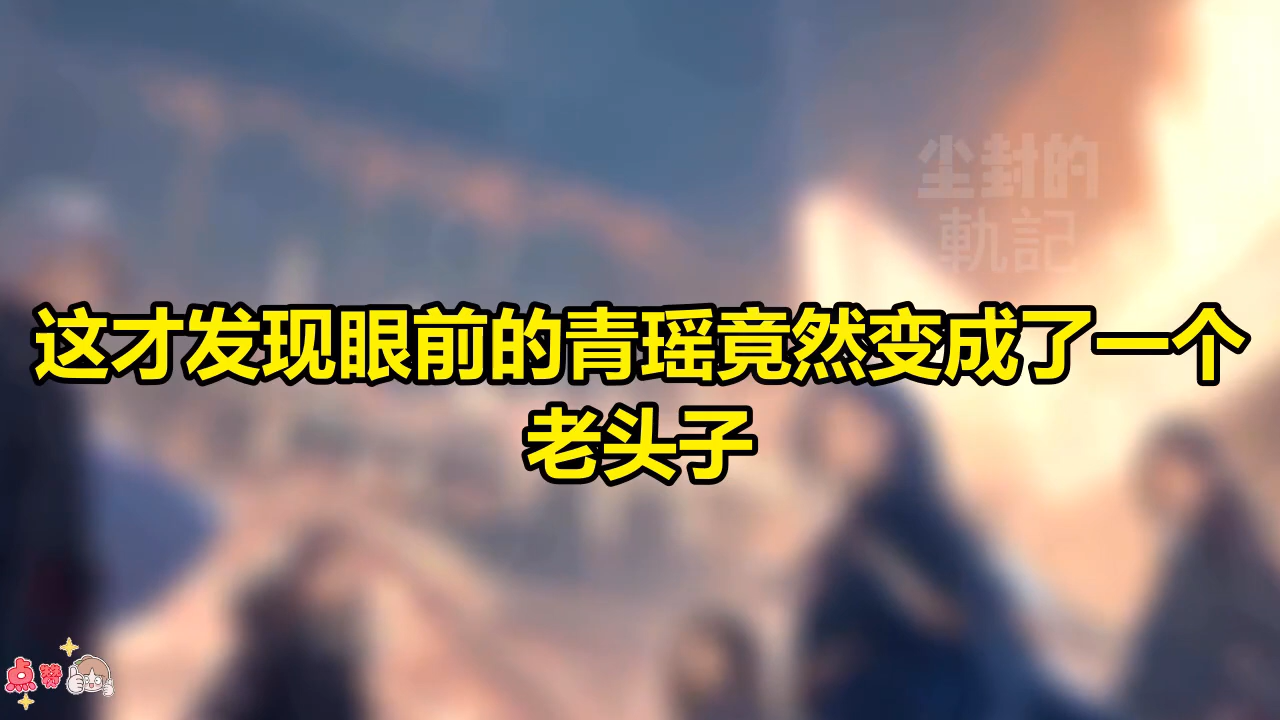 尘封的
軌記
这才发现眼前的青瑶竟然变成了一个
老头子
点赞